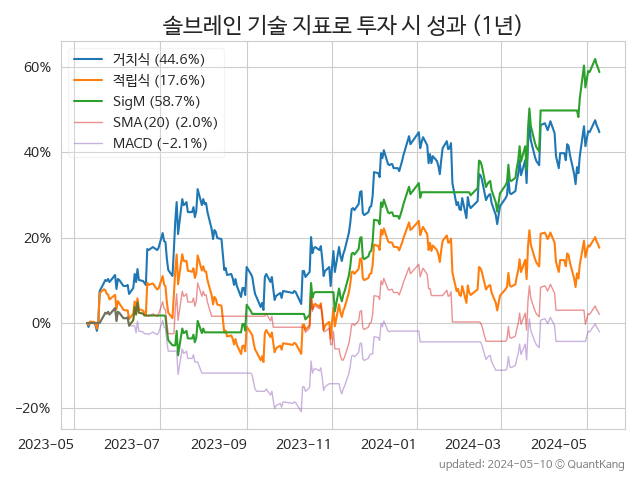 솔브레인 기술 지표로 투자 시 성과 (1년)
거치식 (44.6%)
적립식 (17.6%)
SigM (58.7%)
SMA(20) (2.0%)
MACD (−2.1%)
60%
40%
20%
0%
−20%
2023-05
2023-07
2023-09
2023-11
2024-01
2024-03
2024-05
updated: 2024-05-10 © QuantKang